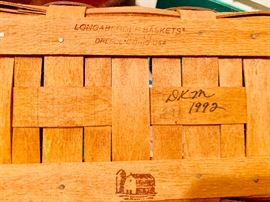 LONGABERGER BASKETS®
DRESDEN, OHIO USA
DKM
1992